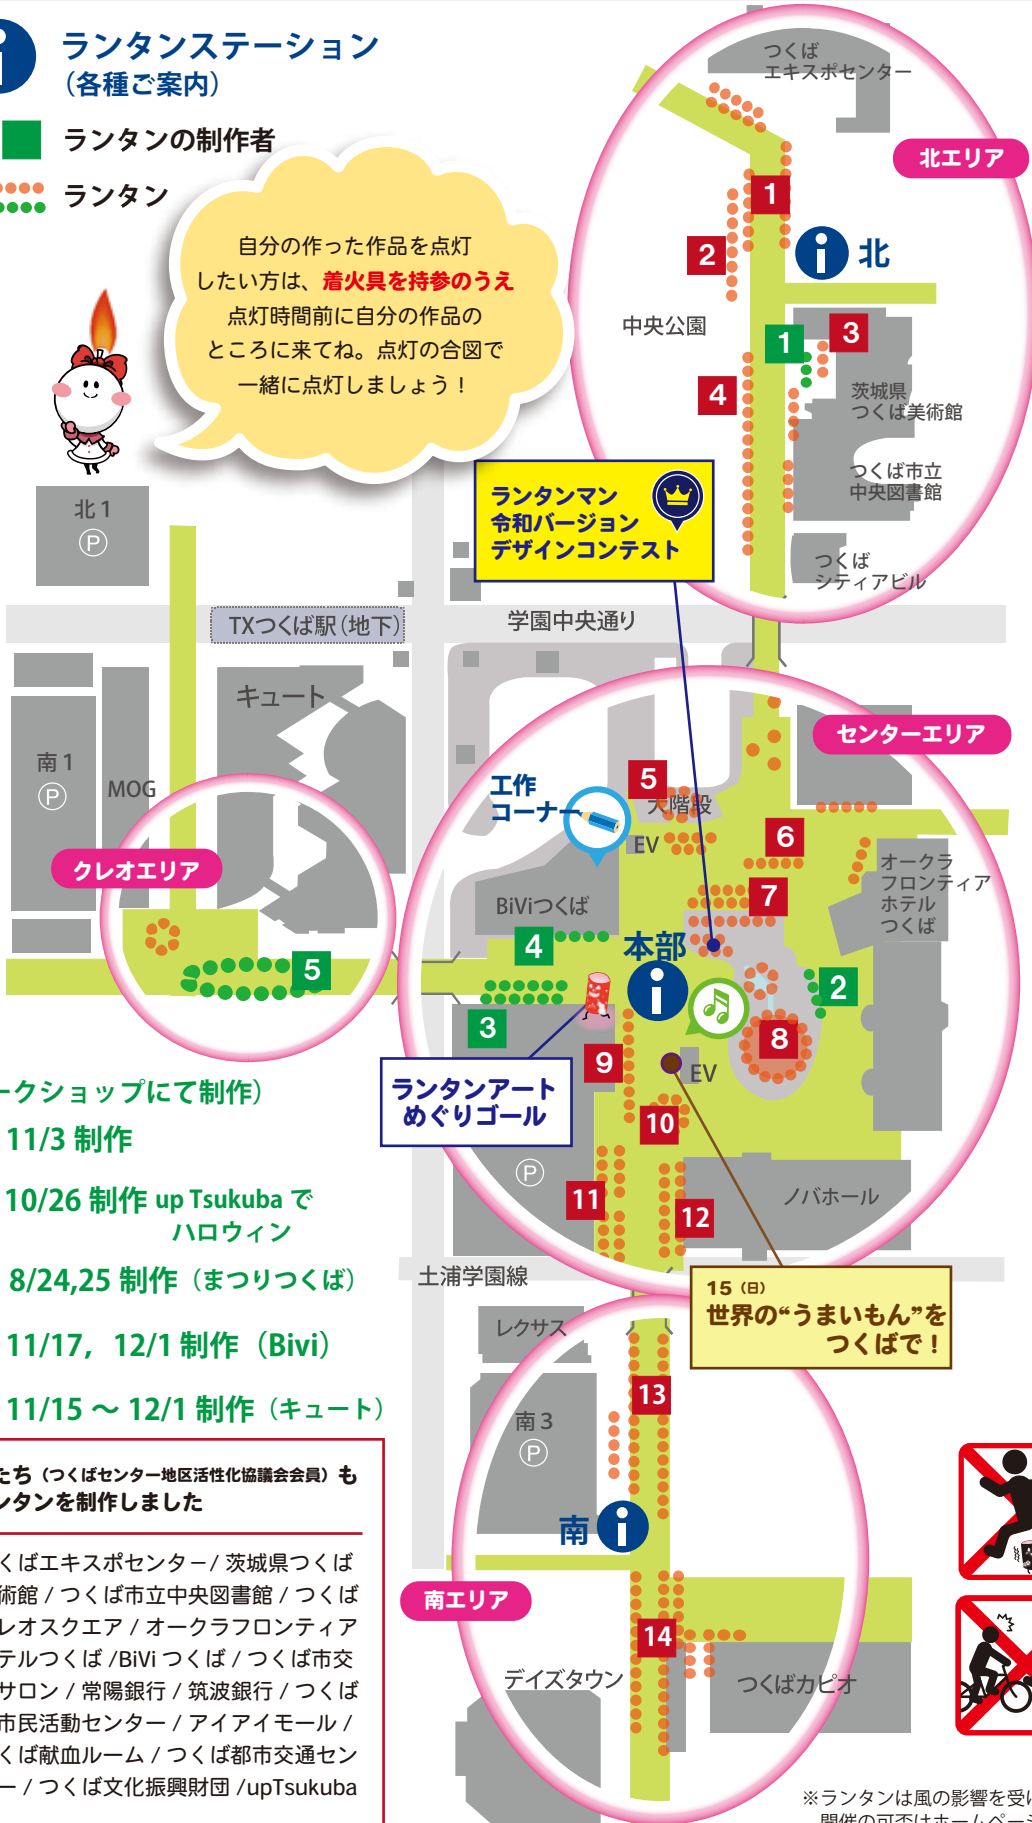 ランタンステーション
（各種ご案内）
ランタンの制作者
ランタン
自分の作った作品を点灯
したい方は、着火具を持参のうえ
点灯時間前に自分の作品の
ところに来てね。点灯の合図で
一緒に点灯しましょう！
つくば
エキスポセンター
北エリア
1
2
北
中央公園
1
3
4
茨城県
つくば美術館
つくば市立
中央図書館
つくば
シティアビル
ランタンマン
令和バージョン
デザインコンテスト
北1
P
TXつくば駅（地下）
学園中央通り
キュート
南1
P
MOG
クレオエリア
5
センターエリア
工作
コーナー
5
大階段
EV
6
7
オークラ
フロンティア
ホテル
つくば
BiViつくば
4
本部
2
3
8
9
EV
10
ランタンアート
めぐりゴール
P
11
12
ノバホール
土浦学園線
15（日）
世界の“うまいもん”を
つくばで！
ークショップにて制作）
11/3 制作
10/26 制作 up Tsukuba で
ハロウィン
8/24,25 制作（まつりつくば）
11/17, 12/1 制作（Bivi）
11/15 〜 12/1 制作（キュート）
たち（つくばセンター地区活性化協議会会員）も
ンタンを制作しました
くばエキスポセンター/ 茨城県つくば
術館 / つくば市立中央図書館 / つくば
レオスクエア / オークラフロンティア
テルつくば /BiVi つくば / つくば市交
サロン / 常陽銀行 / 筑波銀行 / つくば
市民活動センター / アイアイモール /
くば献血ルーム / つくば都市交通セン
ー / つくば文化振興財団 /upTsukuba
レクサス
13
南3
P
南
南エリア
14
デイズタウン
つくばカピオ
※ランタンは風の影響を受け
開催の可否はホームページ